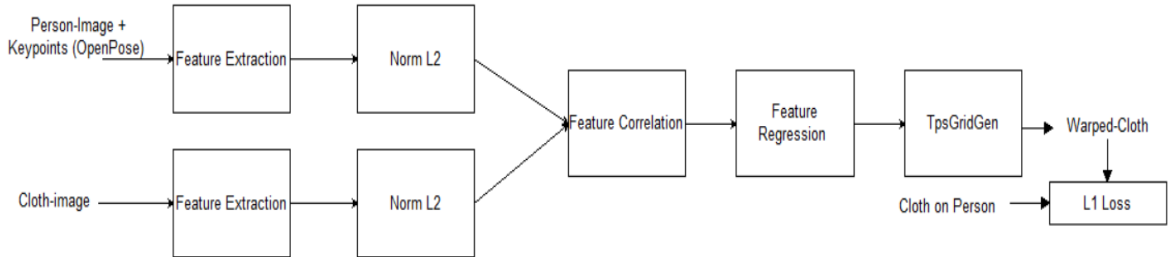 Person-Image +
Keypoints (OpenPose)
Feature Extraction
Norm L2
Feature Correlation
Feature
Regression
TpsGridGen
Warped-Cloth
Cloth-image
Feature Extraction
Norm L2
Cloth on Person
L1 Loss